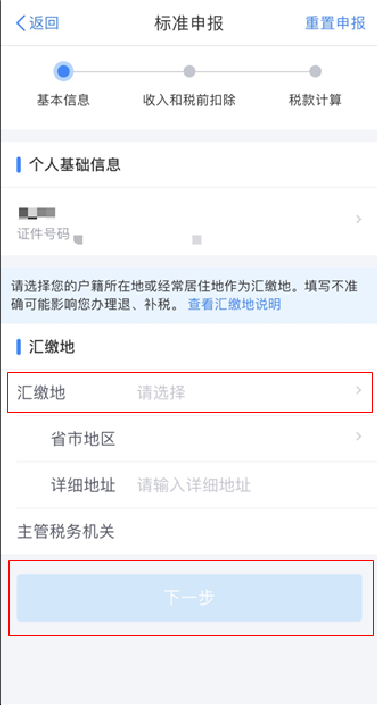 返回
标准申报
重置申报
基本信息
收入和税前扣除
税款计算
个人基础信息
证件号码
请选择您的户籍所在地或经常居住地作为汇缴地。填写不准
确可能影响您办理退、补税。 查看汇缴地说明
汇缴地
汇缴地 请选择
省市地区
详细地址 请输入详细地址
主管税务机关
下一步